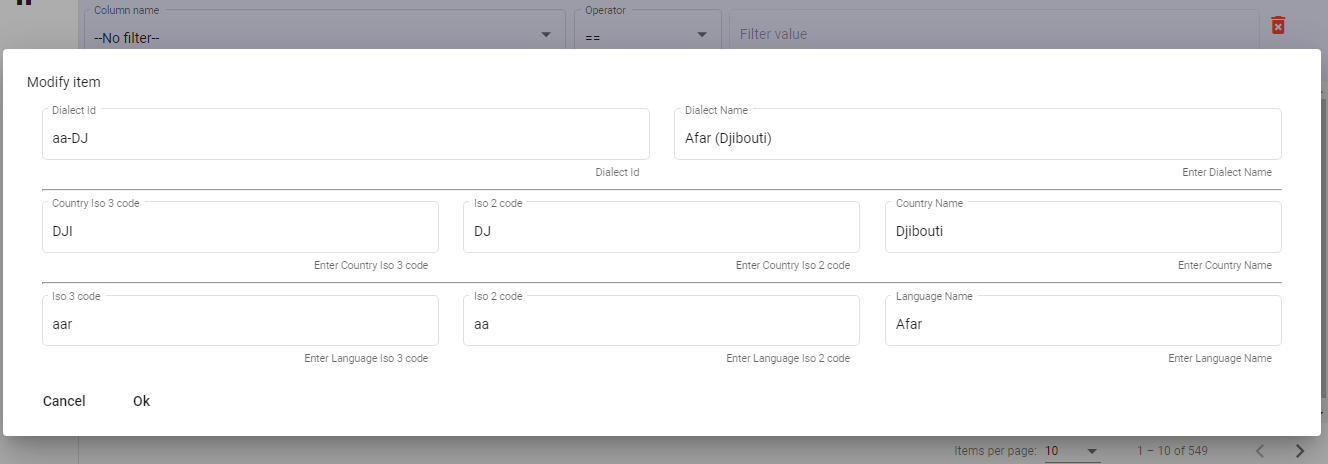 Column name
Operator
--No filter--
==
Filter value
Modify item
Dialect Id
Dialect Name
aa-DJ
Afar (Djibouti)
Dialect Id
Enter Dialect Name
Country Iso 3 code
Iso 2 code
Country Name
DJI
DJ
Djibouti
Enter Country Iso 3 code
Enter Country Iso 2 code
Enter Country Name
Iso 3 code
Iso 2 code
Language Name
aar
aa
Afar
Enter Language Iso 3 code
Enter Language Iso 2 code
Enter Language Name
Cancel
Ok
Items per page: 10
1 – 10 of 549